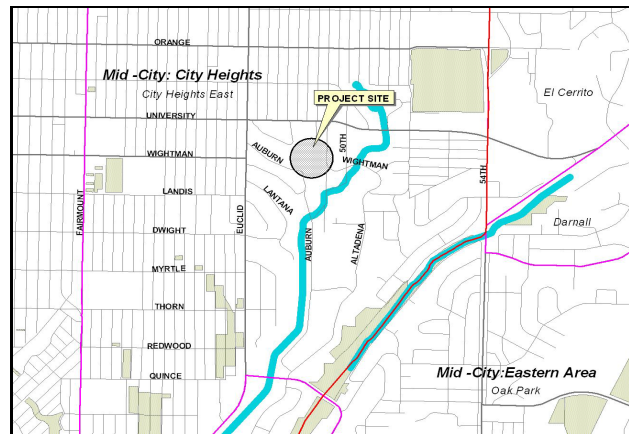 ORANGE
Mid -City: City Heights
City Heights East
El Cerrito
PROJECT SITE
UNIVERSITY
AUBURN
50TH
WIGHTMAN
WIGHTMAN
54TH
LANDIS
LANTANA
FAIRMOUNT
EUCLID
DWIGHT
AUBURN
ALTADENA
Darnall
MYRTLE
THORN
REDWOOD
QUINCE
Mid -City:Eastern Area
Oak Park